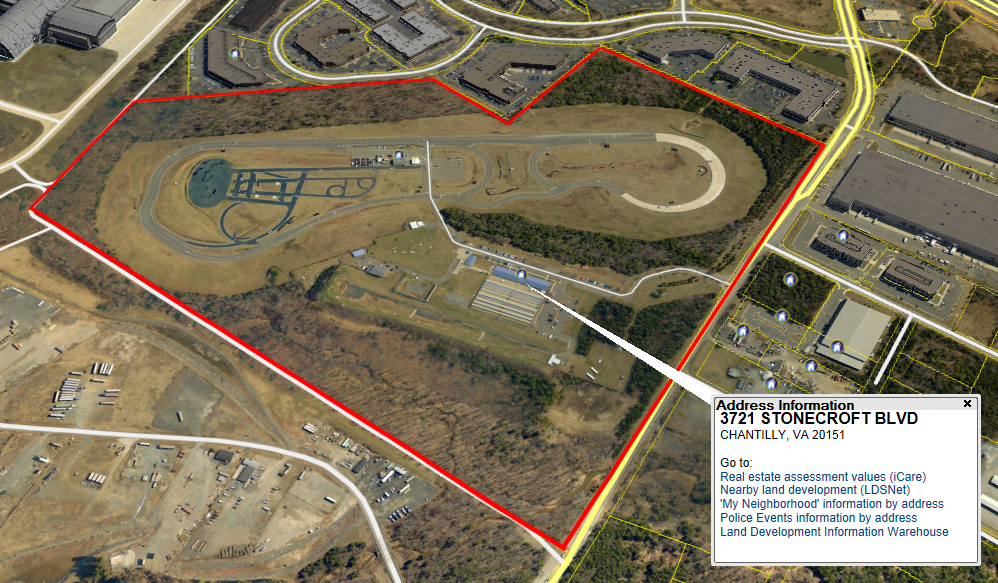 Address Information
3721 STONECROFT BLVD
CHANTILLY, VA 20151
Go to:
Real estate assessment values (iCare)
Nearby land development (LDSNet)
'My Neighborhood' information by address
Police Events information by address
Land Development Information Warehouse